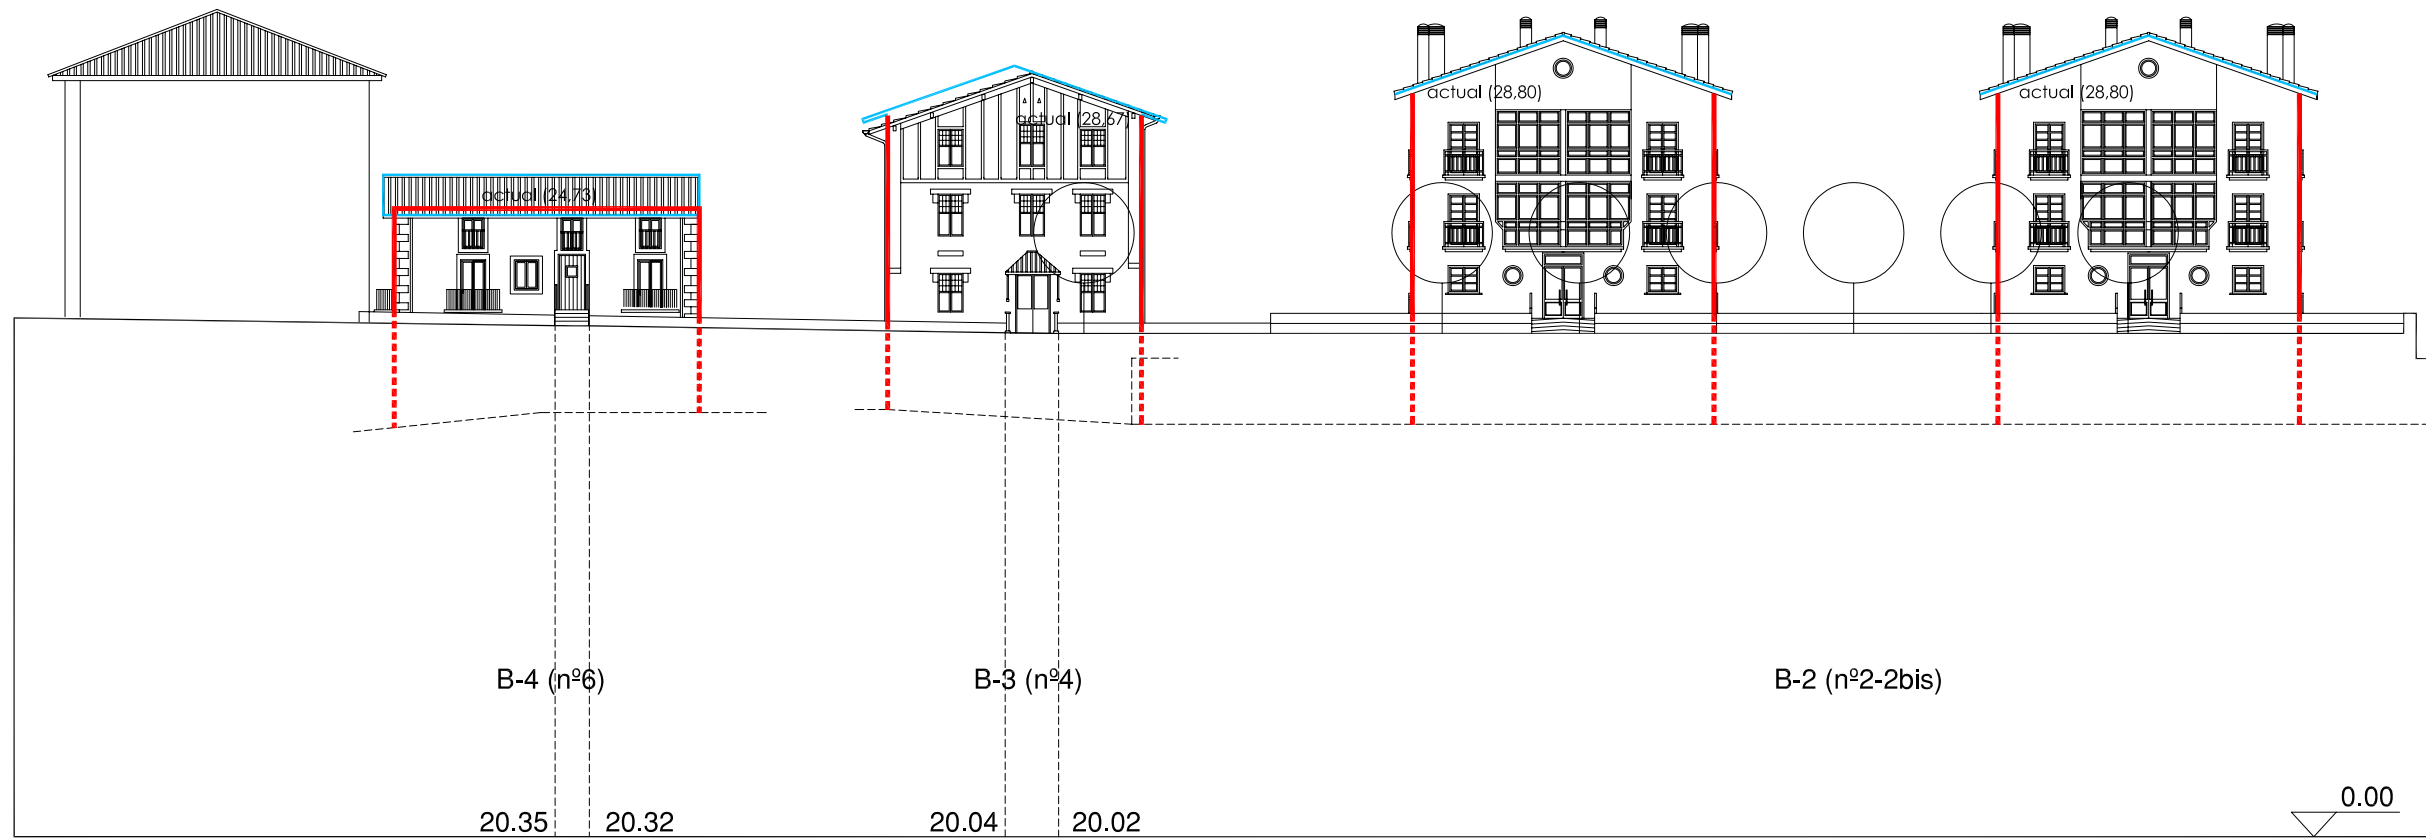 actual (28,80)
actual (28,80)
actual (28,67)
actual (24,73)
B-4 (nº6)
B-3 (nº4)
B-2 (nº2-2bis)
0.00
20.35
20.32
20.04
20.02